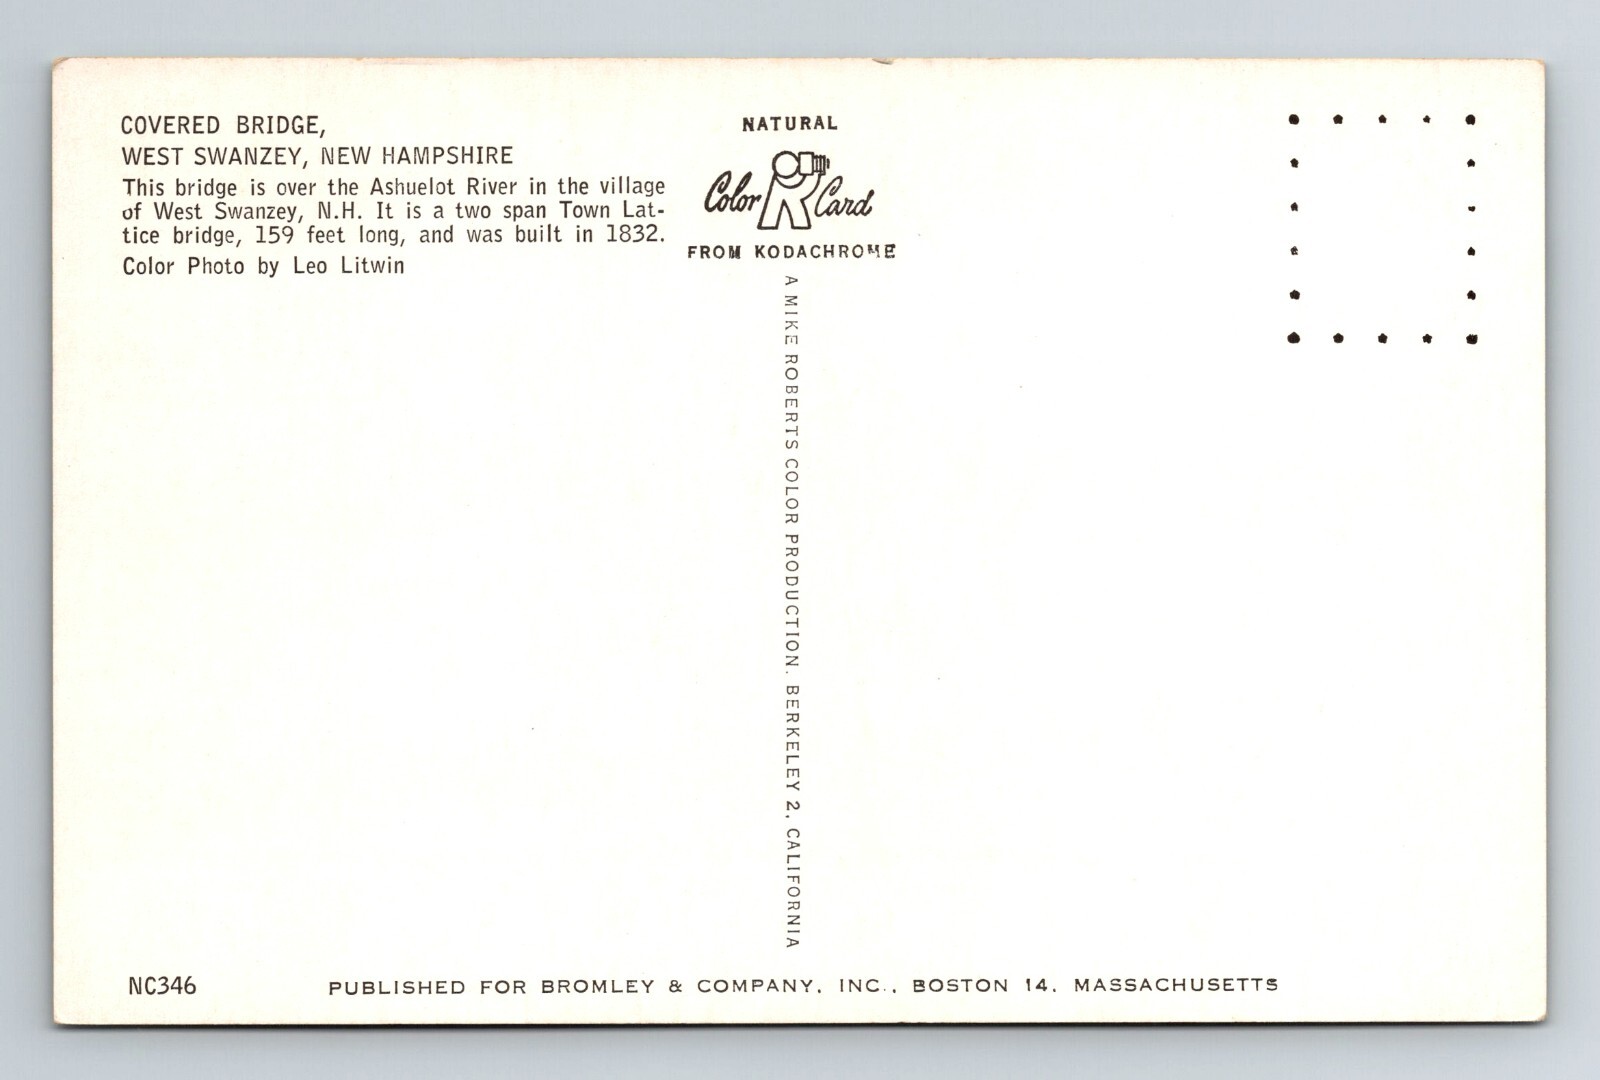 COVERED BRIDGE,
WEST SWANZEY, NEW HAMPSHIRE
This bridge is over the Ashuelot River in the village
of West Swanzey, N.H. It is a two span Town Lat-
tice bridge, 159 feet long, and was built in 1832.
Color Photo by Leo Litwin
NATURAL
Color Card
FROM KODACHROME
A MIKE ROBERTS COLOR PRODUCTION. BERKELEY 2, CALIFORNIA
NC346
PUBLISHED FOR BROMLEY & COMPANY, INC., BOSTON 14, MASSACHUSETTS